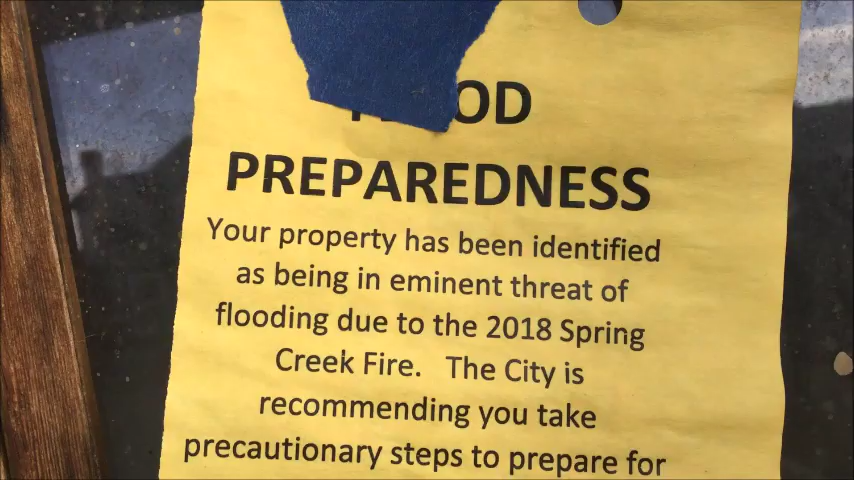 FLOOD
PREPAREDNESS
Your property has been identified
as being in eminent threat of
flooding due to the 2018 Spring
Creek Fire. The City is
recommending you take
precautionary steps to prepare for